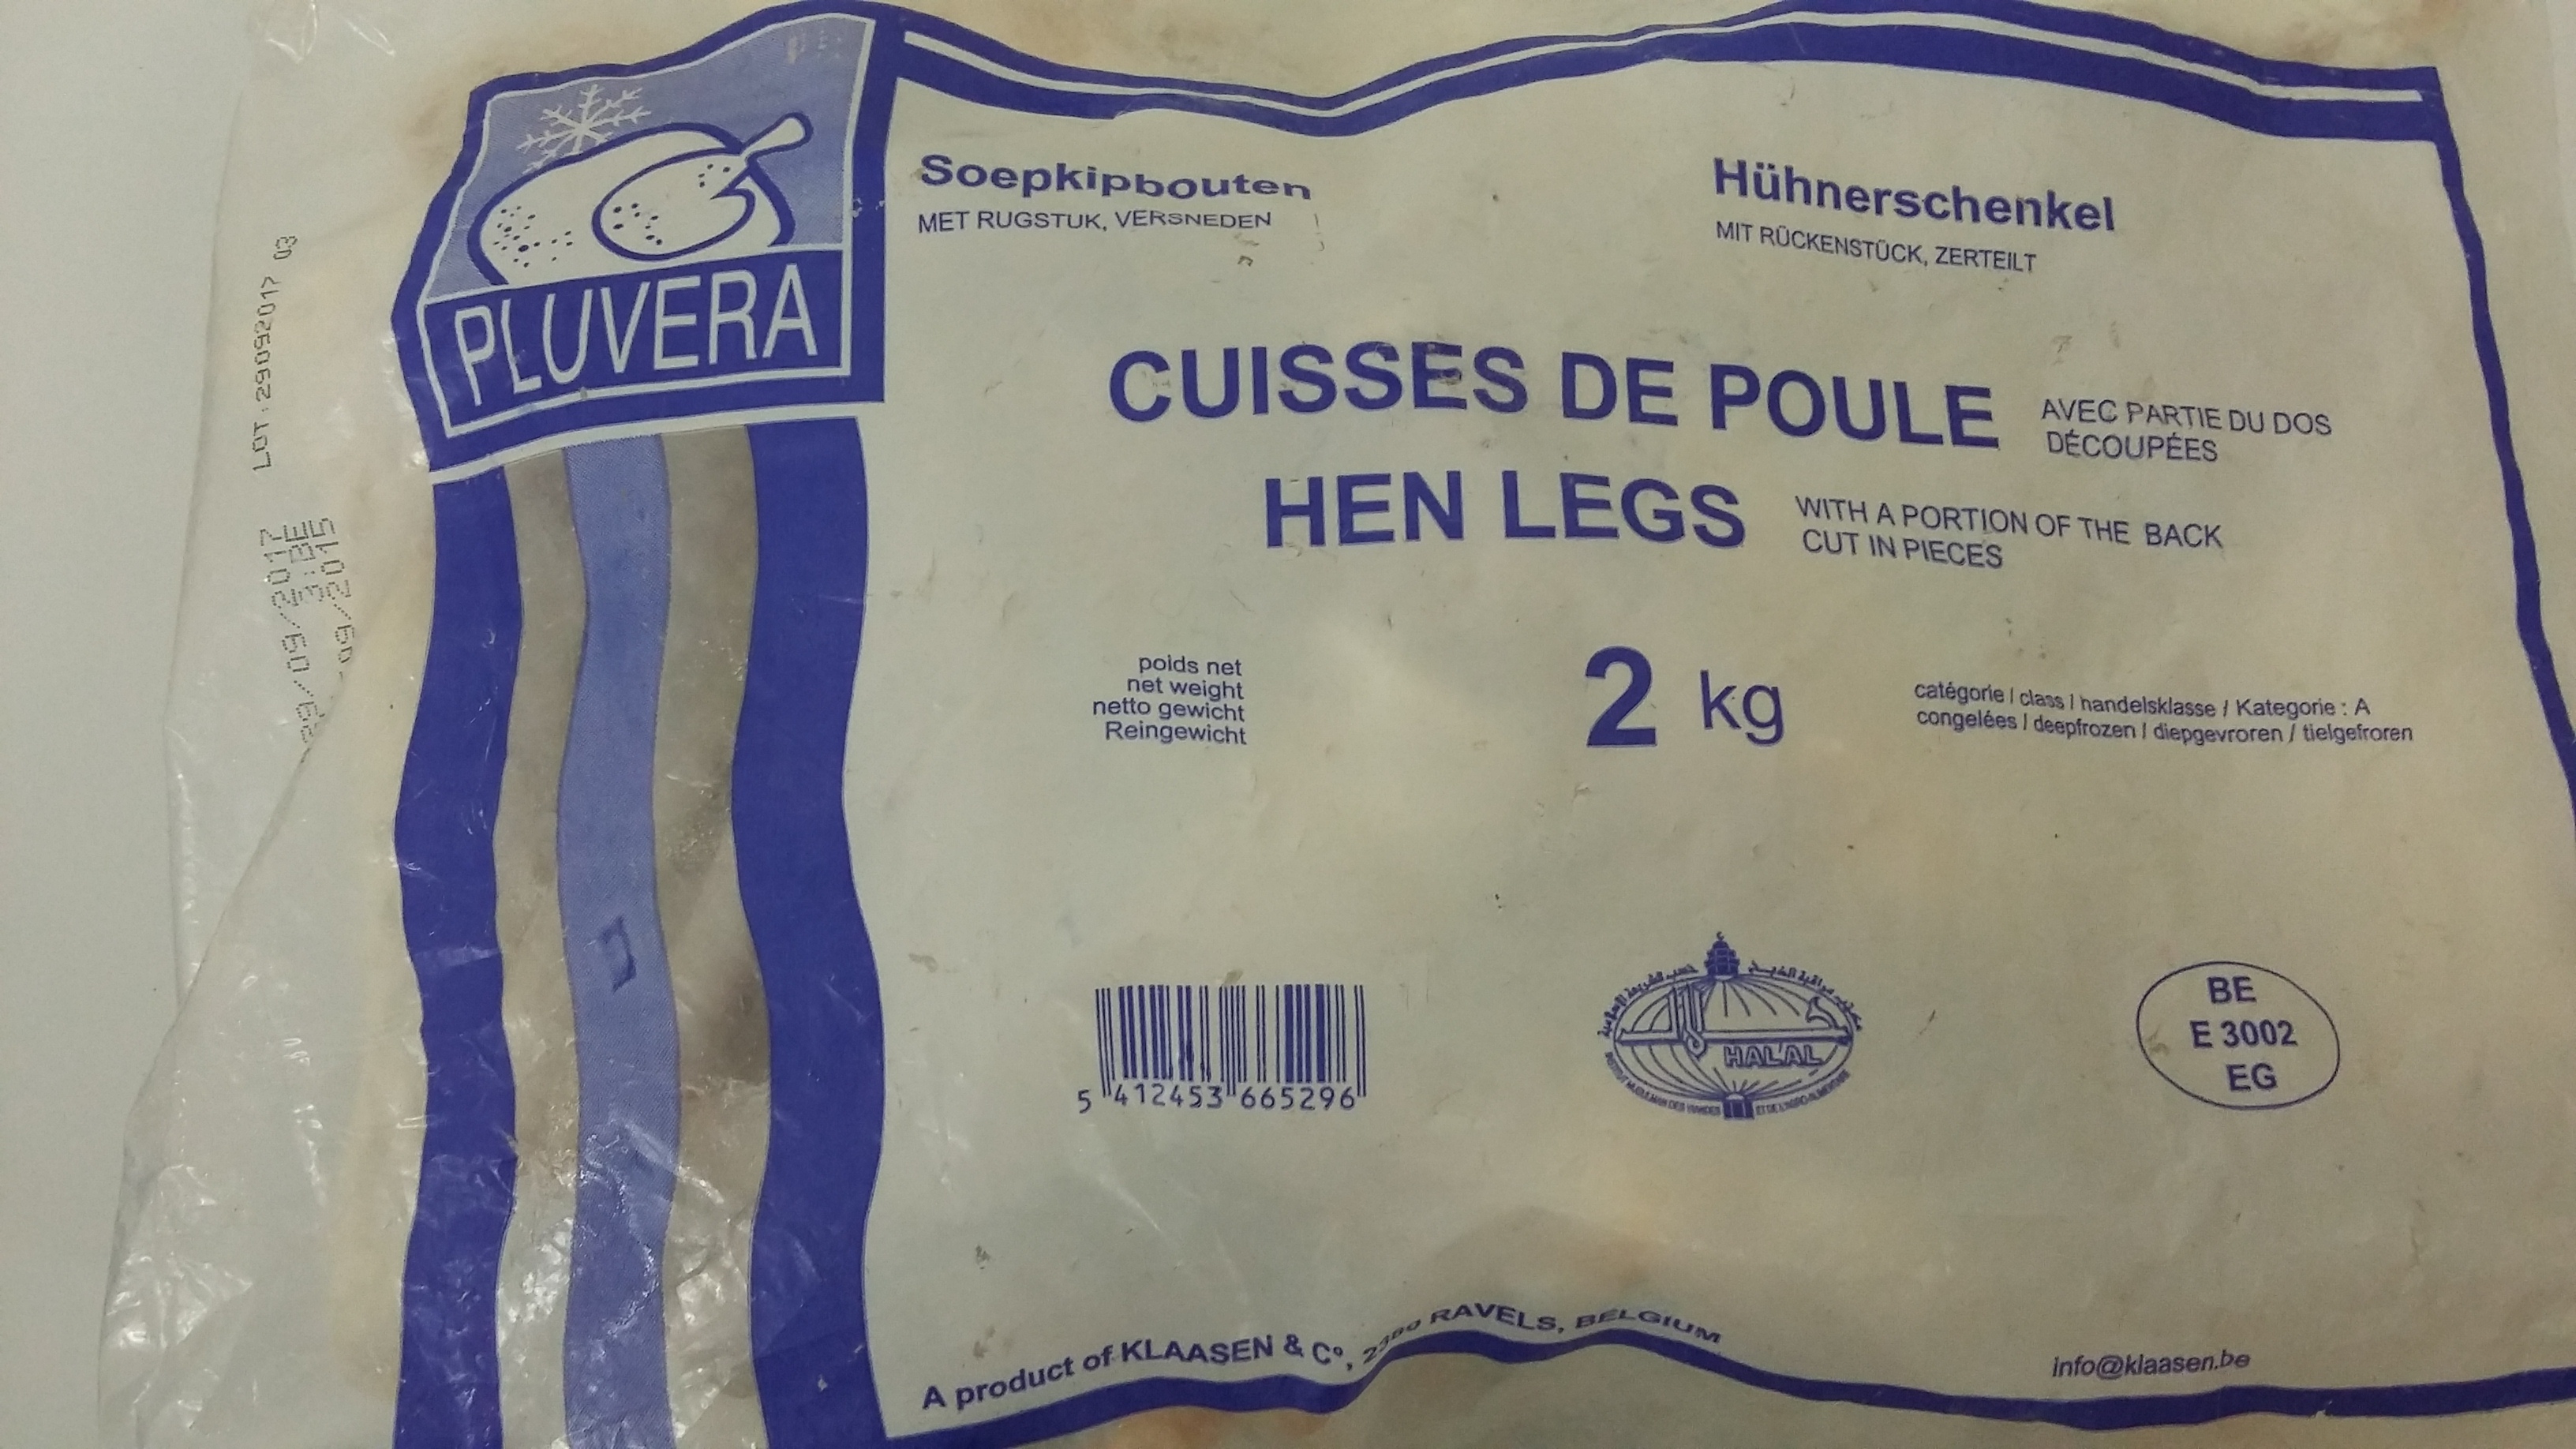 PLUVERA
Soepkipbouten
MET RUGSTUK, VERSNEDEN
Hühnerschenkel
MIT RÜCKENSTÜCK, ZERTEILT
CUISSES DE POULE
AVEC PARTIE DU DOS
DÉCOUPÉES
HEN LEGS
WITH A PORTION OF THE BACK
CUT IN PIECES
poids net
net weight
netto gewicht
Reingewicht
2 kg
catégorie / class / handelsklasse / Kategorie : A
congelées / deepfrozen / diepgevroren / tielgefroren
5 412453 665296
HALAL
BE
E 3002
EG
A product of KLAASEN & C°, RAVELS, BELGIUM
info@klaasen.be
LOT:29092017 03
29/09/2017
3:BE
09/2015